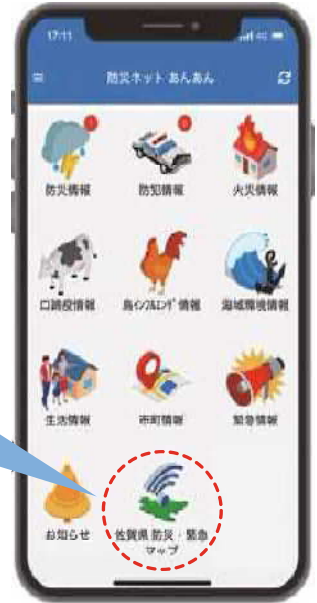 17:11
4G
防災ネット あんあん
防災情報
防犯情報
火災情報
口蹄疫情報
鳥インフルエンザ情報
海域環境情報
生活情報
市町情報
緊急情報
お知らせ
佐賀県 防災・緊急
マップ